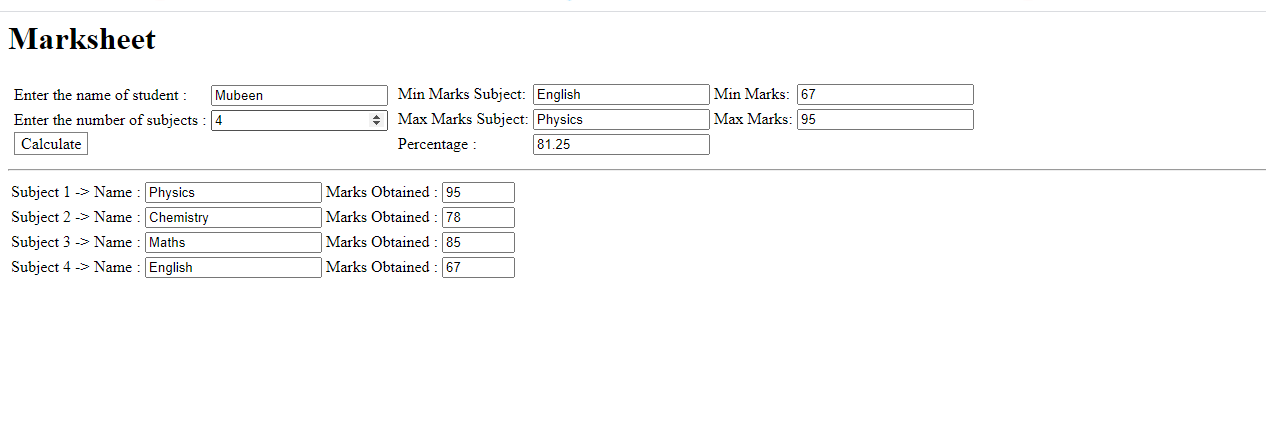 Marksheet
Enter the name of student : Mubeen Min Marks Subject: English Min Marks: 67
Enter the number of subjects : 4 Max Marks Subject: Physics Max Marks: 95
Calculate Percentage : 81.25
Subject 1 -> Name : Physics Marks Obtained : 95
Subject 2 -> Name : Chemistry Marks Obtained : 78
Subject 3 -> Name : Maths Marks Obtained : 85
Subject 4 -> Name : English Marks Obtained : 67